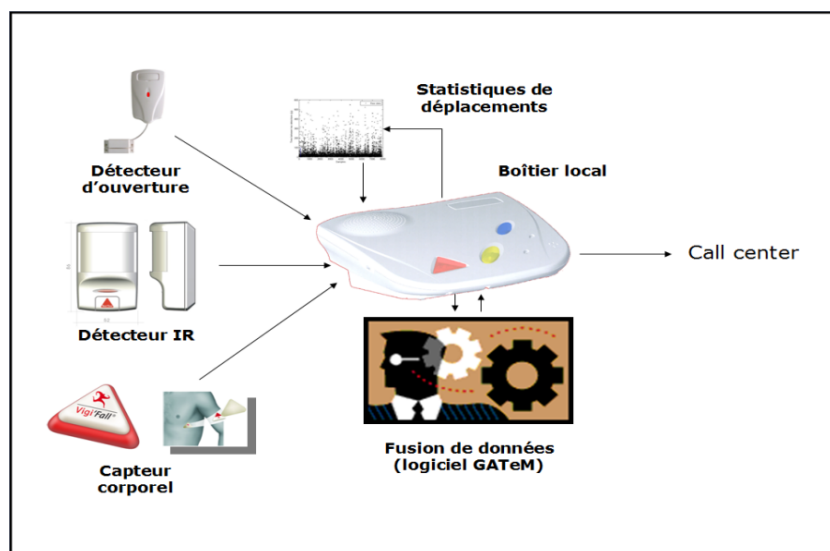 Statistiques de
déplacements
Détecteur
d'ouverture
Boîtier local
Call center
Détecteur IR
Vigi'Fall®
Capteur
corporel
Fusion de données
(logiciel GATeM)